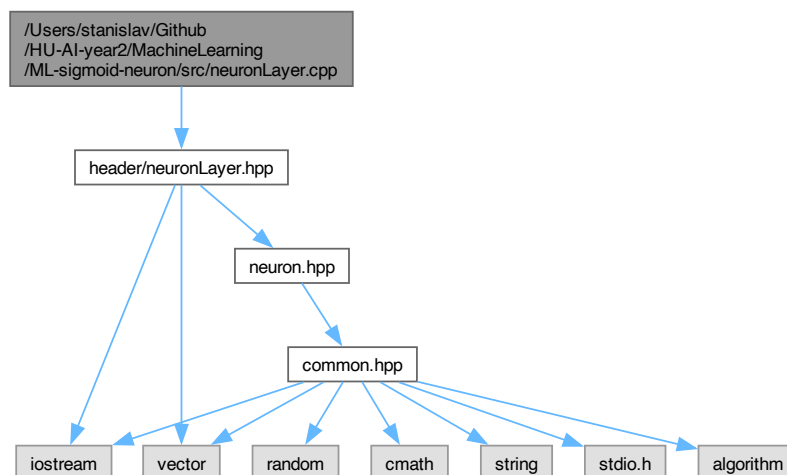 /Users/stanislav/Github
/HU-AI-year2/MachineLearning
/ML-sigmoid-neuron/src/neuronLayer.cpp
header/neuronLayer.hpp
neuron.hpp
common.hpp
iostream
vector
random
cmath
string
stdio.h
algorithm